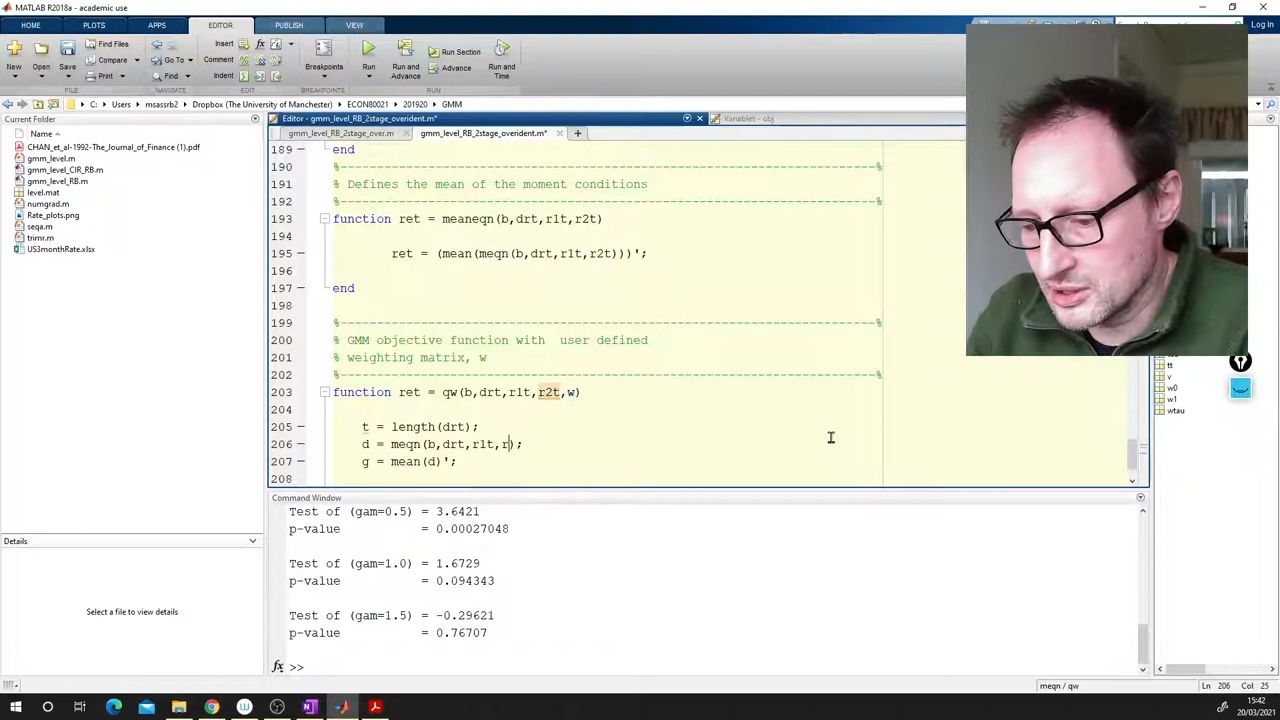 MATLAB R2018a - academic use
HOME PLOTS APPS EDITOR PUBLISH VIEW
Log In
New Open Save Find Files Compare Print
Go To Find
Insert Comment Indent
Breakpoints
Run Run and Advance Run Section Advance Run and Time
FILE NAVIGATE EDIT BREAKPOINTS RUN
C: Users msassrb2 Dropbox (The University of Manchester) ECON80021 201920 GMM
Current Folder
Name
CHAN_et_al-1992-The_Journal_of_Finance (1).pdf
gmm_level.m
gmm_level_CIR_RB.m
gmm_level_RB.m
level.mat
numgrad.m
Rate_plots.png
seqa.m
trimr.m
US3monthRate.xlsx
Details
Select a file to view details
Editor - gmm_level_RB_2stage_overident.m*
Variables - obj
gmm_level_RB_2stage_over.m
gmm_level_RB_2stage_overident.m*
189 end
190 %--------------------------------------------------------------------------%
191 % Defines the mean of the moment conditions
192 %--------------------------------------------------------------------------%
193 function ret = meaneqn(b,drt,r1t,r2t)
194
195 ret = (mean(meqn(b,drt,r1t,r2t)))';
196
197 end
198
199 %--------------------------------------------------------------------------%
200 % GMM objective function with  user defined
201 % weighting matrix, w
202 %--------------------------------------------------------------------------%
203 function ret = qw(b,drt,r1t,r2t,w)
204
205 t = length(drt);
206 d = meqn(b,drt,r1t,r);
207 g = mean(d)';
208
Command Window
Test of (gam=0.5) = 3.6421
p-value = 0.00027048
Test of (gam=1.0) = 1.6729
p-value = 0.094343
Test of (gam=1.5) = -0.29621
p-value = 0.76707
fx >>
tt
v
w0
w1
wtau
meqn / qw
Ln 206 Col 25
15:42
20/03/2021